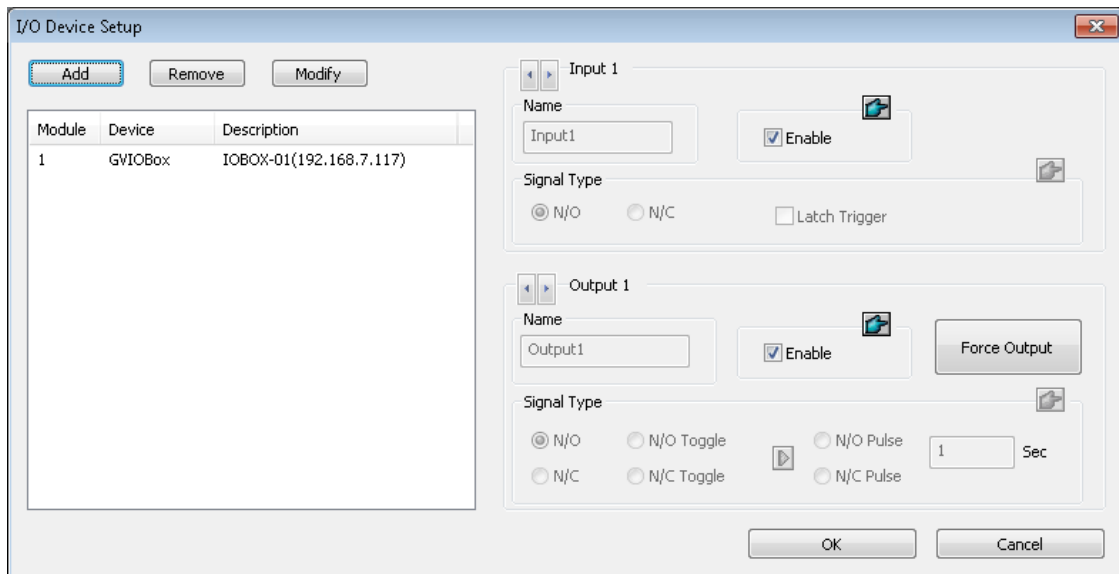 I/O Device Setup
Add Remove Modify
Module Device Description
1 GVIOBox IOBOX-01(192.168.7.117)
Input 1
Name
Input1
Enable
Signal Type
N/O N/C Latch Trigger
Output 1
Name
Output1
Enable
Force Output
Signal Type
N/O N/O Toggle N/O Pulse
1 Sec
N/C N/C Toggle N/C Pulse
OK Cancel